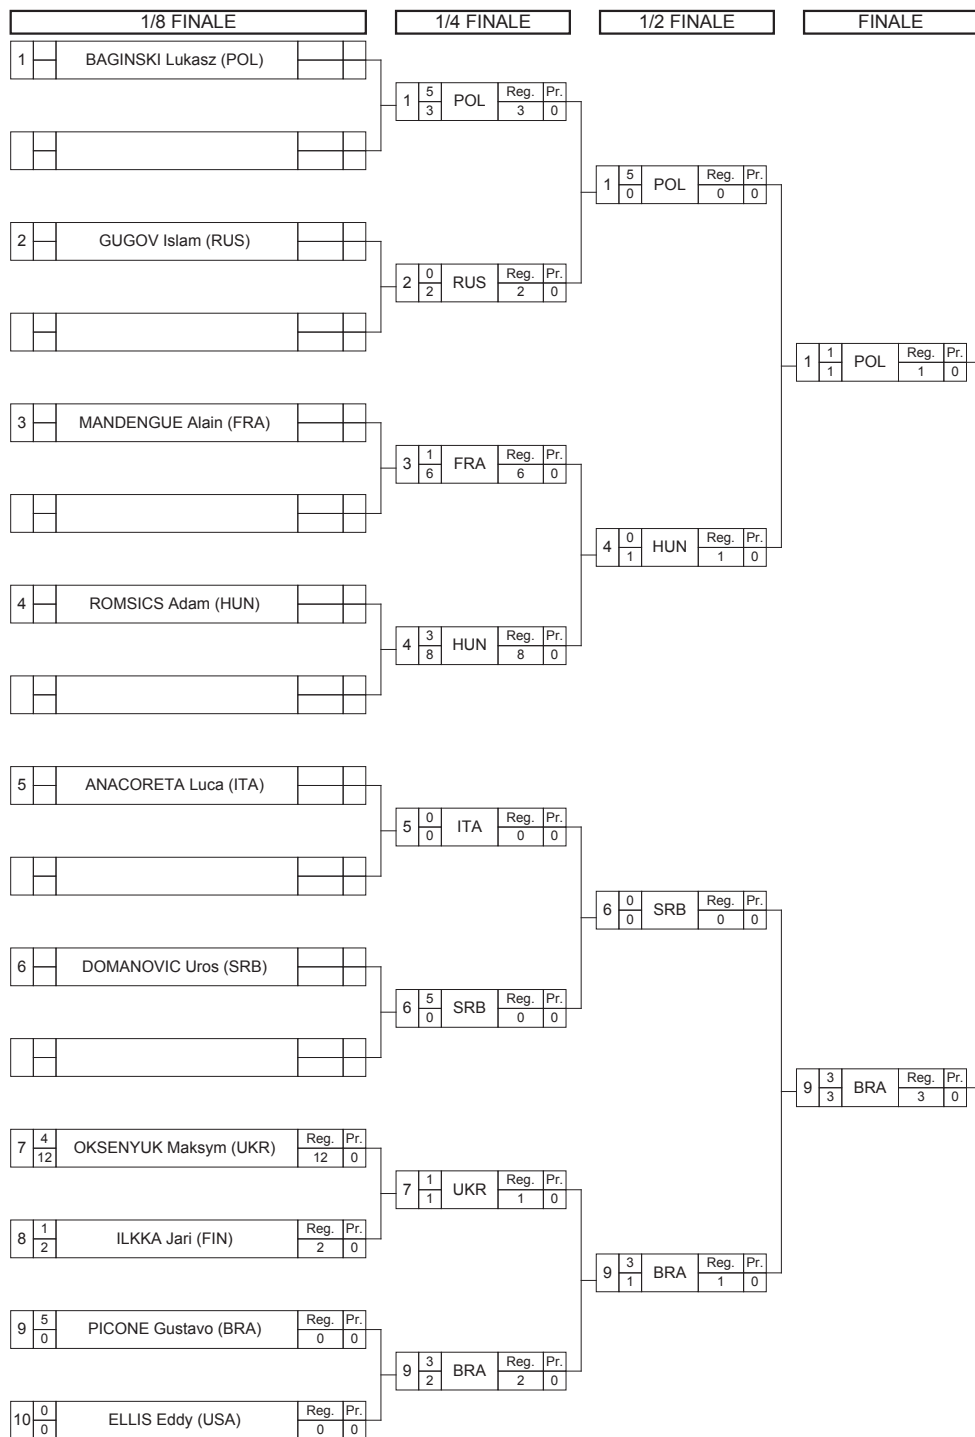 1/8 FINALE 1/4 FINALE 1/2 FINALE FINALE
1 BAGINSKI Lukasz (POL)
1 5 3 POL Reg. 3 Pr. 0
1 5 0 POL Reg. 0 Pr. 0
2 GUGOV Islam (RUS)
2 0 2 RUS Reg. 2 Pr. 0
1 1 1 POL Reg. 1 Pr. 0
3 MANDENGUE Alain (FRA)
3 1 6 FRA Reg. 6 Pr. 0
4 0 1 HUN Reg. 1 Pr. 0
4 ROMSICS Adam (HUN)
4 3 8 HUN Reg. 8 Pr. 0
5 ANACORETA Luca (ITA)
5 0 0 ITA Reg. 0 Pr. 0
6 0 0 SRB Reg. 0 Pr. 0
6 DOMANOVIC Uros (SRB)
6 5 0 SRB Reg. 0 Pr. 0
9 3 3 BRA Reg. 3 Pr. 0
7 4 12 OKSENYUK Maksym (UKR) Reg. 12 Pr. 0
7 1 1 UKR Reg. 1 Pr. 0
8 1 2 ILKKA Jari (FIN) Reg. 2 Pr. 0
9 3 1 BRA Reg. 1 Pr. 0
9 5 0 PICONE Gustavo (BRA) Reg. 0 Pr. 0
9 3 2 BRA Reg. 2 Pr. 0
10 0 0 ELLIS Eddy (USA) Reg. 0 Pr. 0